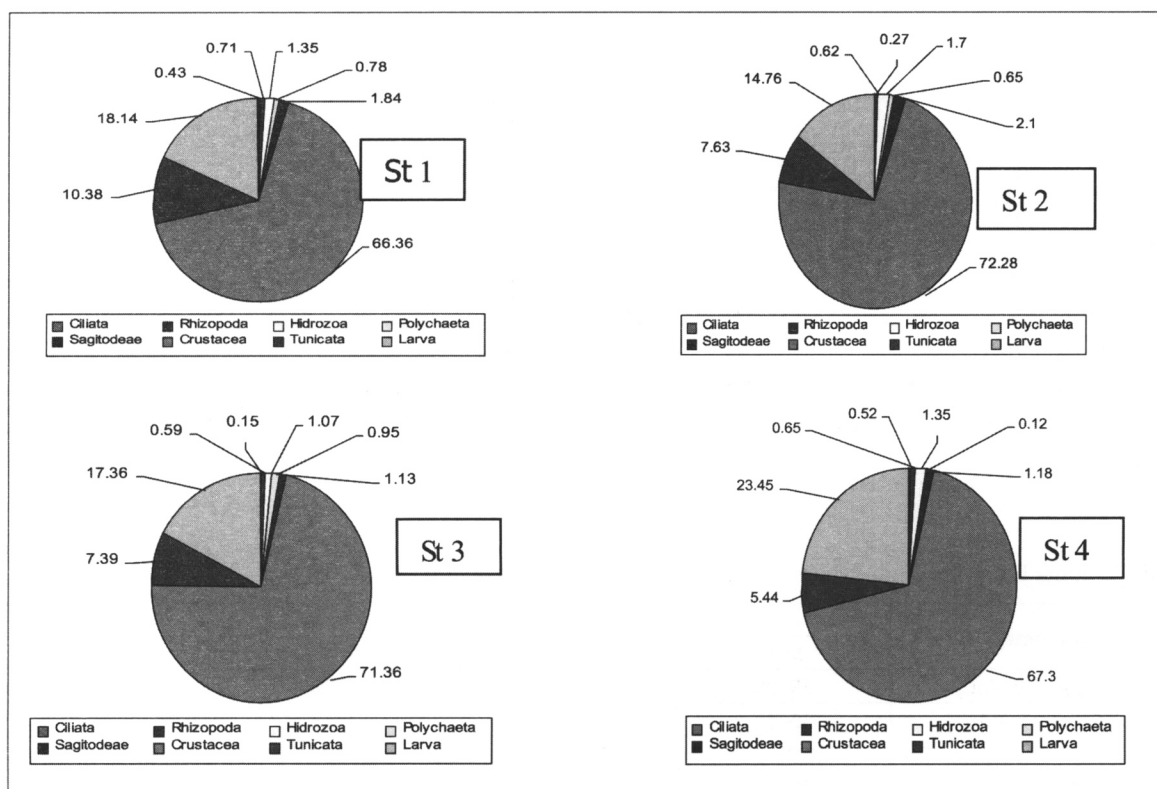 0.71 1.35
0.43 0.78
18.14 1.84
St 1
10.38
66.36
Ciliata Rhizopoda Hidrozoa Polychaeta
Sagitodeae Crustacea Tunicata Larva
0.27
0.62 1.7
14.76 0.65
2.1
7.63
St 2
72.28
Ciliata Rhizopoda Hidrozoa Polychaeta
Sagitodeae Crustacea Tunicata Larva
0.15 1.07
0.59 0.95
17.36 1.13
St 3
7.39
71.36
Ciliata Rhizopoda Hidrozoa Polychaeta
Sagitodeae Crustacea Tunicata Larva
0.52 1.35
0.65 0.12
1.18
23.45
St 4
5.44
67.3
Ciliata Rhizopoda Hidrozoa Polychaeta
Sagitodeae Crustacea Tunicata Larva